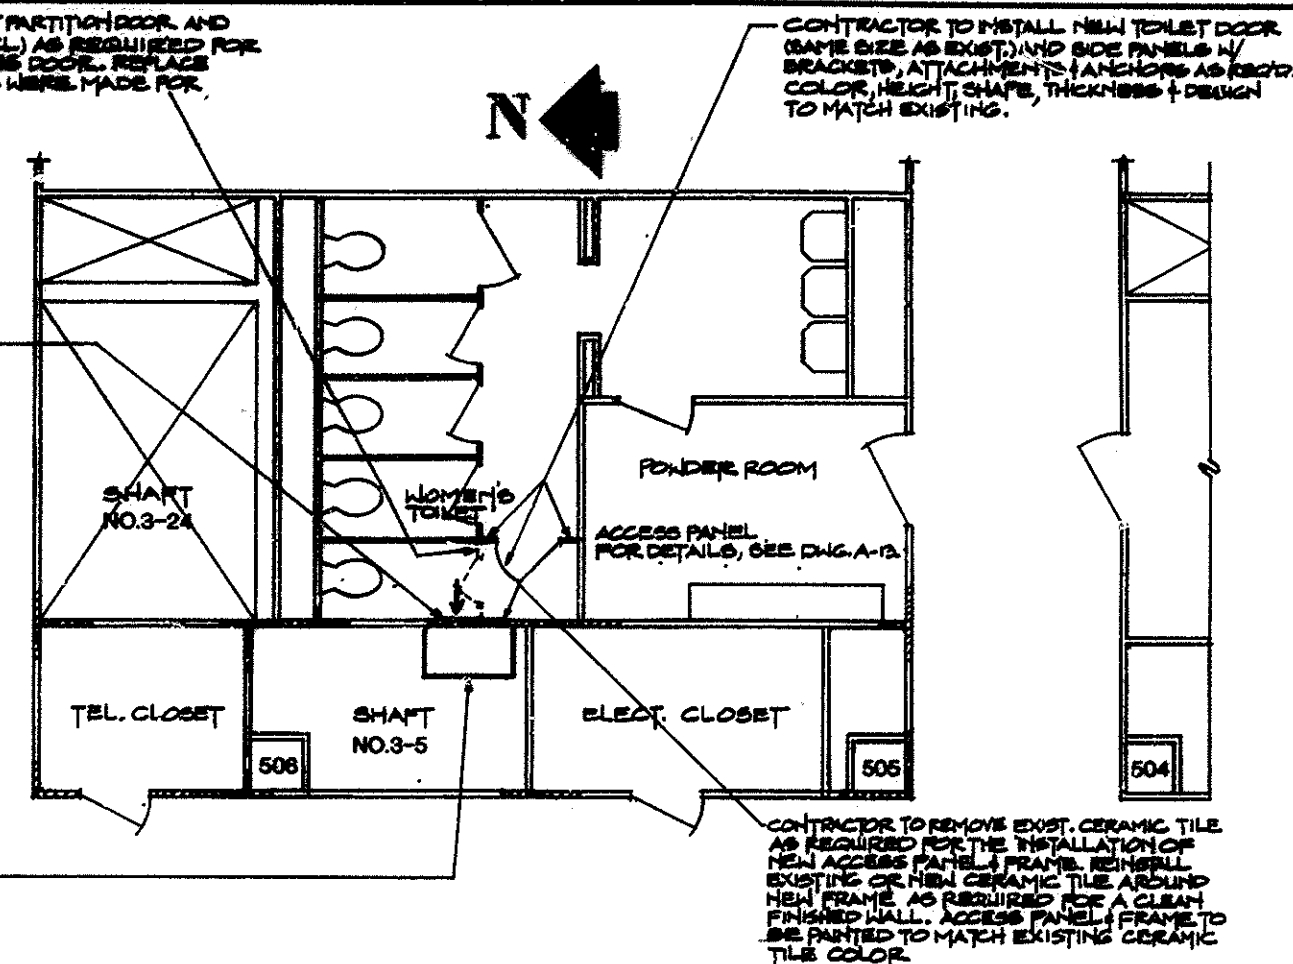 PARTITION DOOR AND
) AS REQUIRED FOR
DOOR. REPLACE
WERE MADE FOR
CONTRACTOR TO INSTALL NEW TOILET DOOR
(SAME SIZE AS EXIST.) AND SIDE PANELS W/
BRACKETS, ATTACHMENTS & ANCHORS AS REQ'D.
COLOR, HEIGHT, SHAPE, THICKNESS & DESIGN
TO MATCH EXISTING.
N
SHAFT
NO.3-24
WOMEN'S
TOILET
POWDER ROOM
ACCESS PANEL
FOR DETAILS, SEE DWG. A-13.
TEL. CLOSET
SHAFT
NO.3-5
ELECT. CLOSET
506
505
504
CONTRACTOR TO REMOVE EXIST. CERAMIC TILE
AS REQUIRED FOR THE INSTALLATION OF
NEW ACCESS PANEL & FRAME. REINSTALL
EXISTING OR NEW CERAMIC TILE AROUND
NEW FRAME AS REQUIRED FOR A CLEAN
FINISHED WALL. ACCESS PANEL & FRAME TO
BE PAINTED TO MATCH EXISTING CERAMIC
TILE COLOR